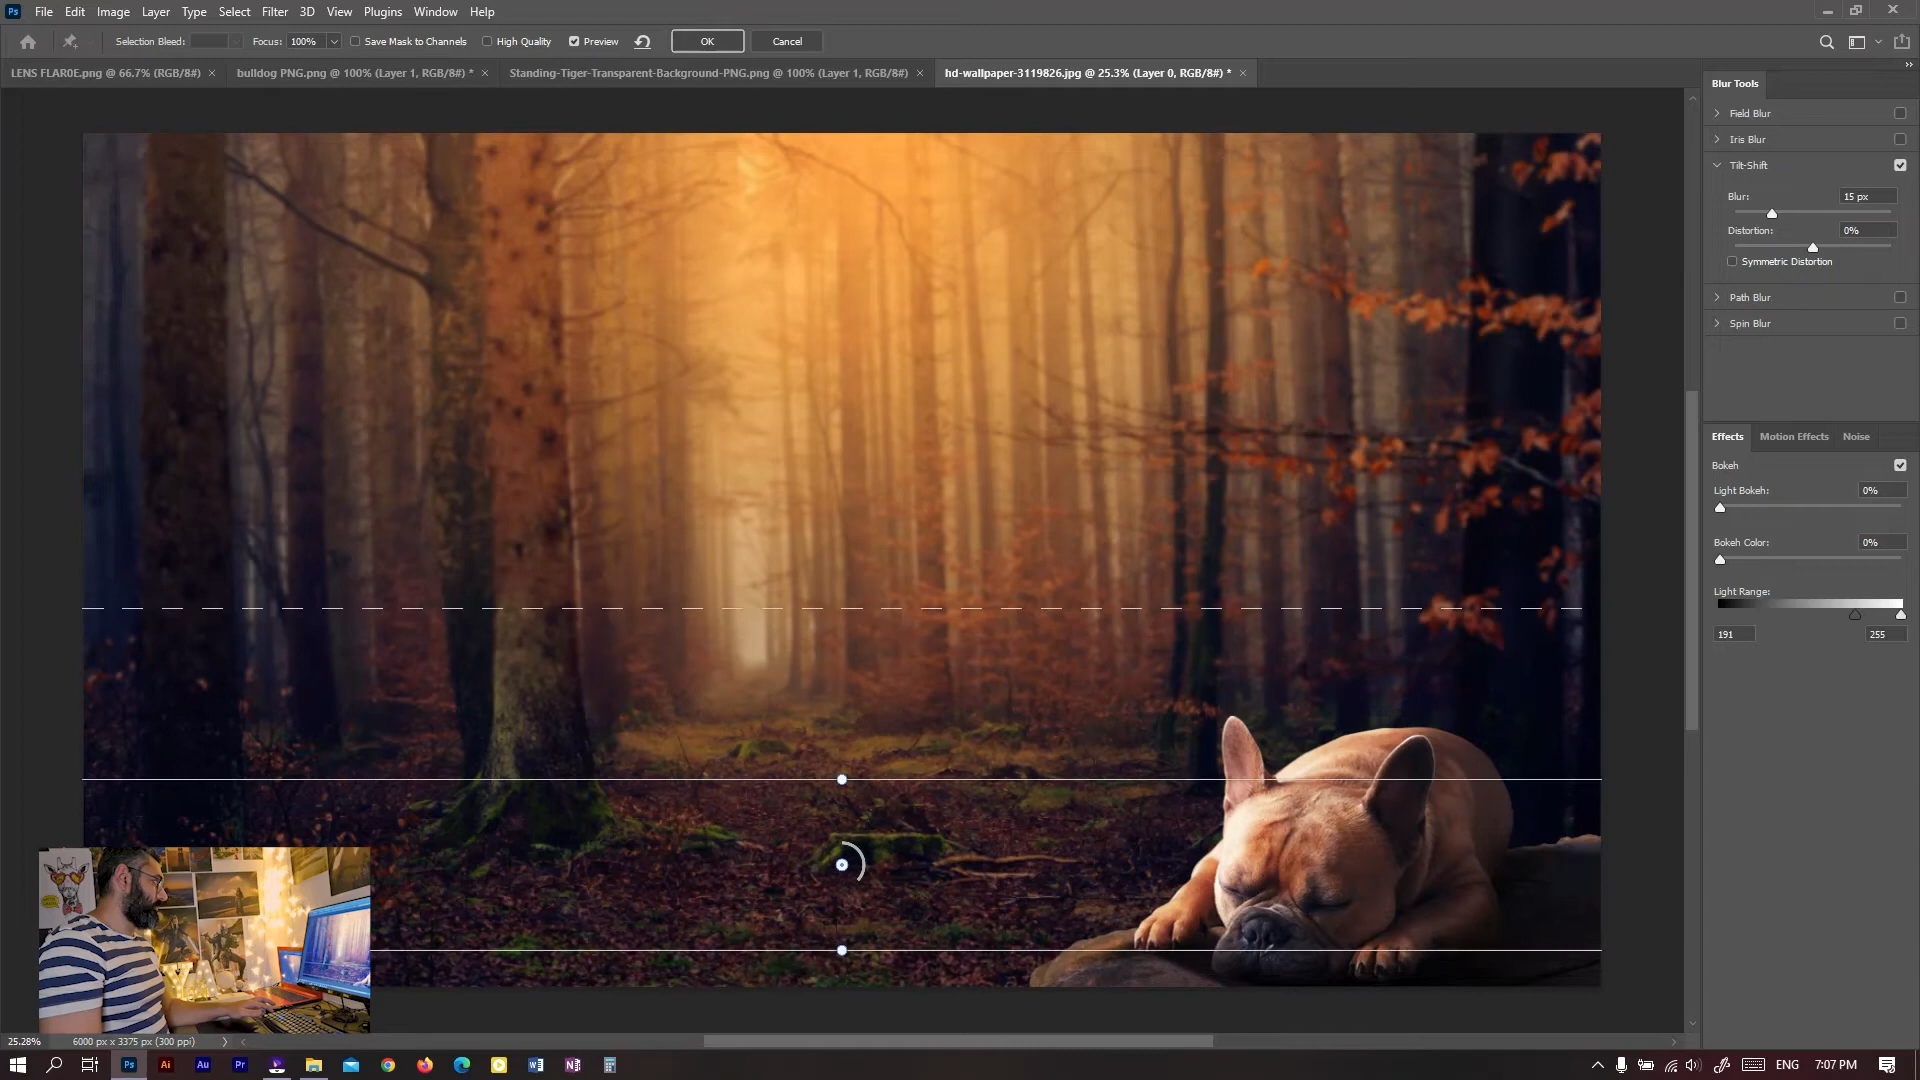 Ps File Edit Image Layer Type Select Filter 3D View Plugins Window Help
Selection Bleed: Focus: 100% Save Mask to Channels High Quality Preview OK Cancel
LENS FLAR0E.png @ 66.7% (RGB/8#) × bulldog PNG.png @ 100% (Layer 1, RGB/8#) * × Standing-Tiger-Transparent-Background-PNG.png @ 100% (Layer 1, RGB/8#) × hd-wallpaper-3119826.jpg @ 25.3% (Layer 0, RGB/8#) * ×
Blur Tools
Field Blur
Iris Blur
Tilt-Shift
Blur: 15 px
Distortion: 0%
Symmetric Distortion
Path Blur
Spin Blur
Effects Motion Effects Noise
Bokeh
Light Bokeh: 0%
Bokeh Color: 0%
Light Range:
191 255
25.28% 6000 px x 3375 px (300 ppi)
Ps Ai Au Pr W N ENG 7:07 PM